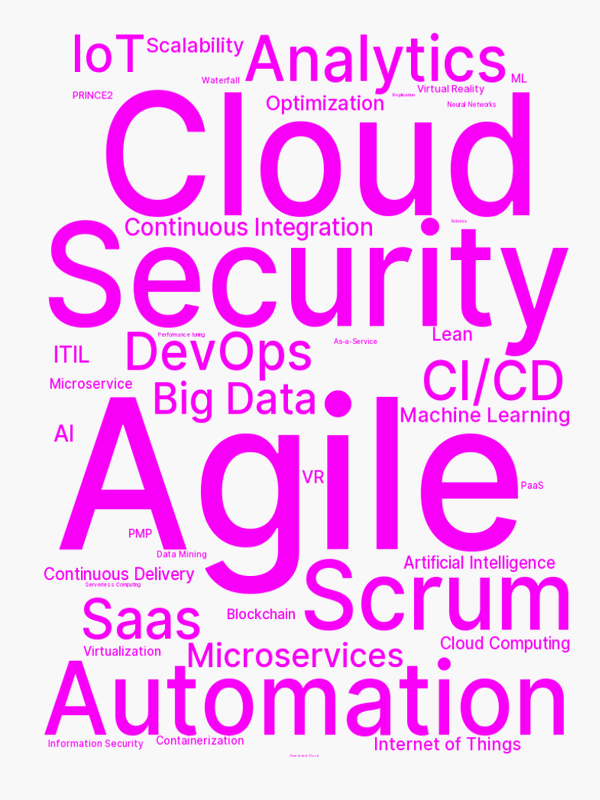 IoT
Scalability
Analytics
Waterfall
ML
PRINCE2
Virtual Reality
Replication
Optimization
Neural Networks
Cloud
Robotics
Continuous Integration
Security
Performance tuning
Lean
As-a-Service
DevOps
ITIL
CI/CD
Microservice
Big Data
Machine Learning
AI
Agile
VR
PaaS
PMP
Data Mining
Artificial Intelligence
Continuous Delivery
Serverless Computing
Scrum
Saas
Blockchain
Cloud Computing
Virtualization
Microservices
Automation
Information Security
Containerization
Internet of Things